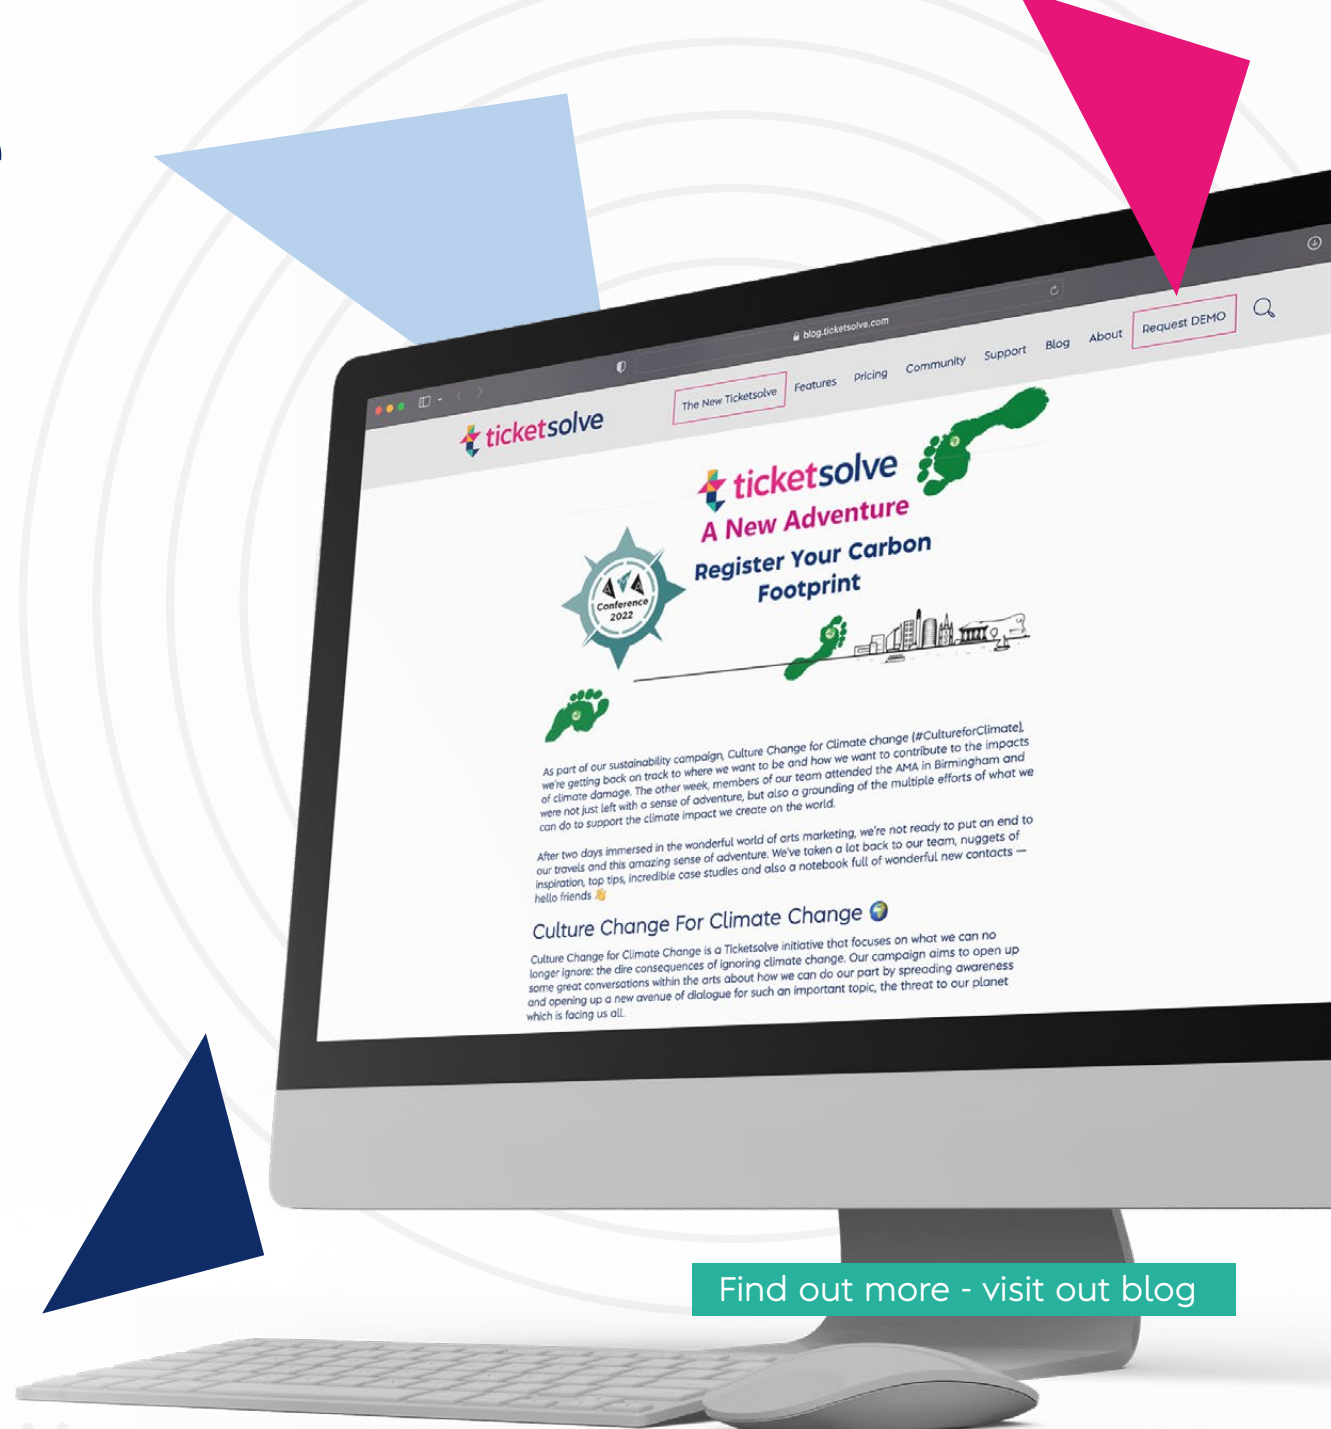 blog.ticketsolve.com
ticketsolve
The New Ticketsolve
Features
Pricing
Community
Support
Blog
About
Request DEMO
ticketsolve
A New Adventure
Register Your Carbon
Footprint
Conference
2022
As part of our sustainability campaign, Culture Change for Climate change (#CultureforClimate),
we're getting back on track to where we want to be and how we want to contribute to the impacts
of climate damage. The other week, members of our team attended the AMA in Birmingham and
were not just left with a sense of adventure, but also a grounding of the multiple efforts of what we
can do to support the climate impact we create on the world.
After two days immersed in the wonderful world of arts marketing, we're not ready to put an end to
our travels and this amazing sense of adventure. We've taken a lot back to our team, nuggets of
inspiration, top tips, incredible case studies and also a notebook full of wonderful new contacts —
hello friends 👋
Culture Change For Climate Change 🌍
Culture Change for Climate Change is a Ticketsolve initiative that focuses on what we can no
longer ignore: the dire consequences of ignoring climate change. Our campaign aims to open up
some great conversations within the arts about how we can do our part by spreading awareness
and opening up a new avenue of dialogue for such an important topic, the threat to our planet
which is facing us all.
Find out more - visit out blog